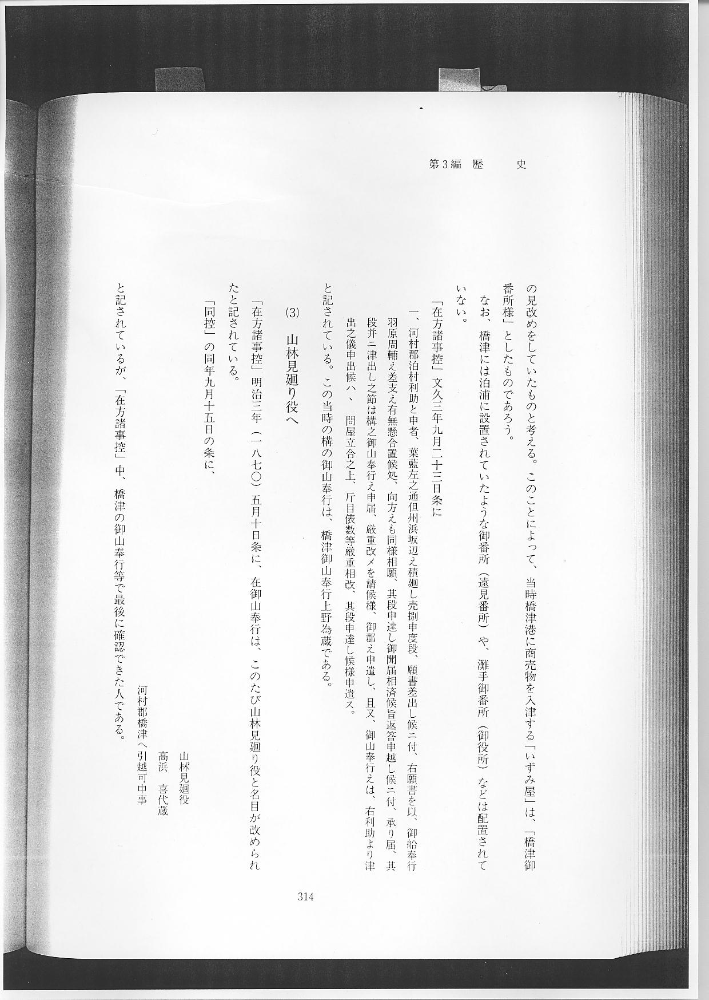 第3編 歴 史
の見改めをしていたものと考える。このことによって、当時橋津港に商売物を入津する「いずみ屋」は、「橋津御
番所様」としたものであろう。
なお、橋津には泊浦に設置されていたような御番所（遠見番所）や、灘手御番所（御役所）などは配置されて
いない。
「在方諸事控」文久三年九月二十三日条に
一、河村郡泊村利助と申者、葉藍左之通但州浜坂辺え積廻し売捌申度段、願書差出し候ニ付、右願書を以、御船奉行
羽原周輔え差支え有無懸合置候処、向方えも同様相願、其段申達し御聞届相済候旨返答申越し候ニ付、承り届、其
段并ニ津出し之節は構之御山奉行え申届、厳重改メを請候様、御郡え申遣し、且又、御山奉行えは、右利助より津
出之儀申出候ハ、問屋立合之上、斤目俵数等厳重相改、其段申達し候様申遣ス。
と記されている。この当時の構の御山奉行は、橋津御山奉行上野為蔵である。
(3) 山林見廻り役へ
「在方諸事控」明治三年（一八七〇）五月十日条に、在御山奉行は、このたび山林見廻り役と名目が改められ
たと記されている。
「同控」の同年九月十五日の条に、
山林見廻役
高浜 喜代蔵
河村郡橋津へ引越可申事
と記されているが、「在方諸事控」中、橋津の御山奉行等で最後に確認できた人である。
314